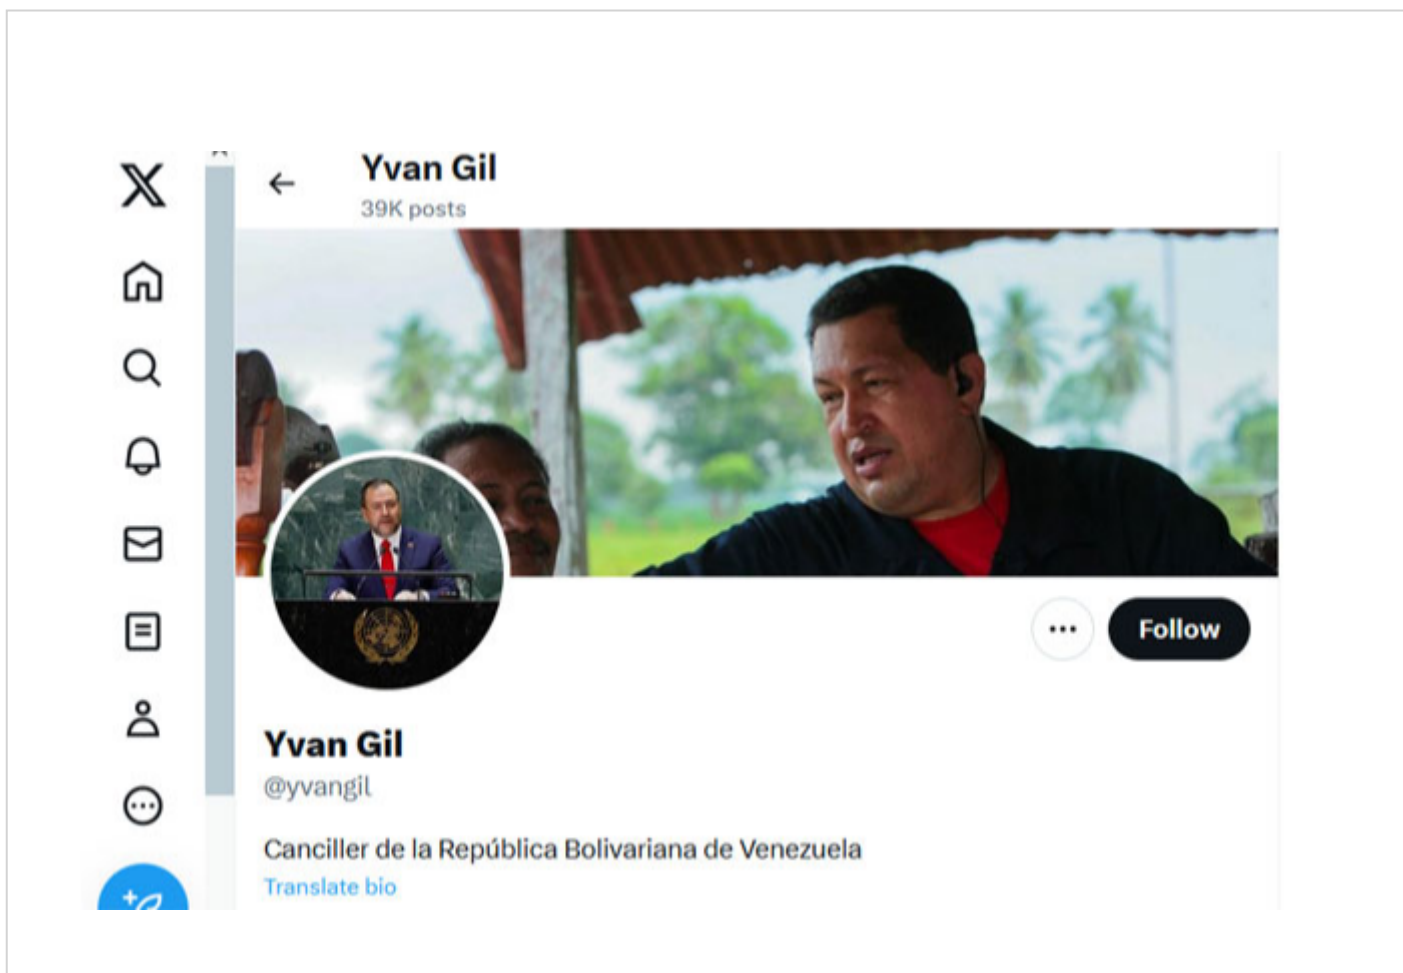 Yvan Gil
39K posts
Follow
Yvan Gil
@yvangil
Canciller de la República Bolivariana de Venezuela
Translate bio